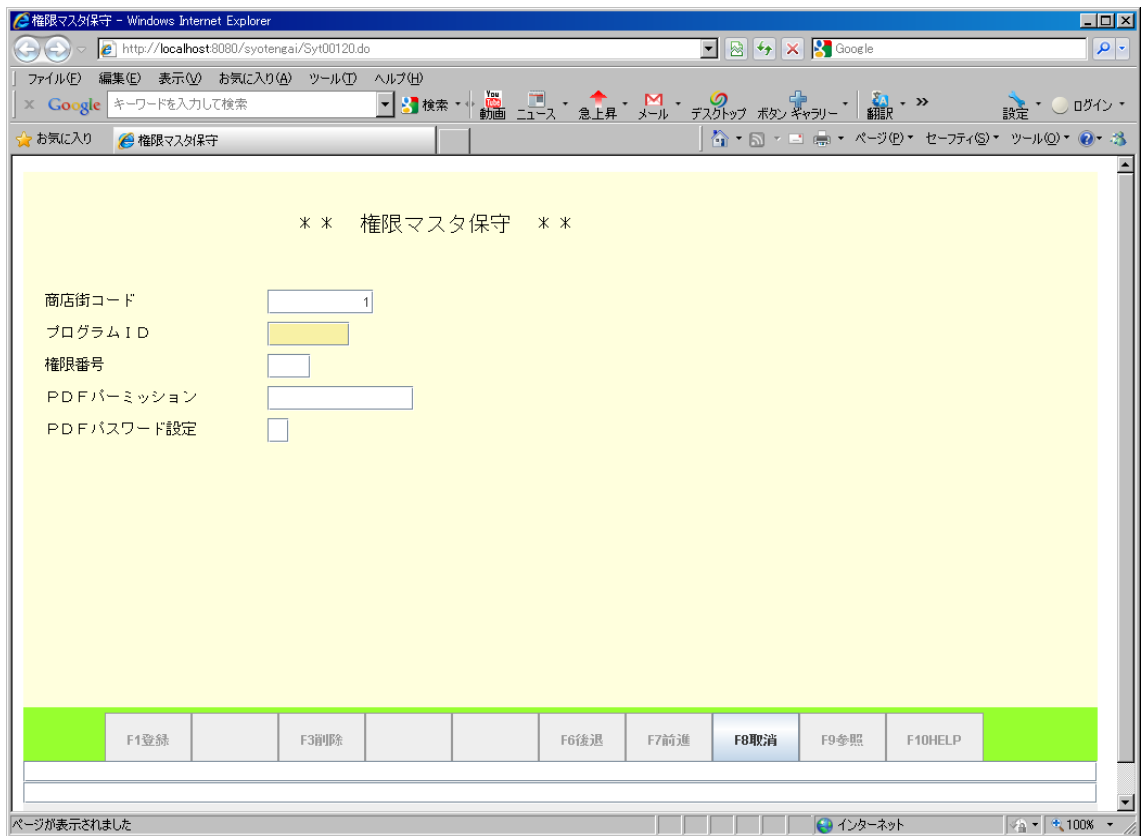 権限マスタ保守 - Windows Internet Explorer
http://localhost:8080/syotengai/Syt00120.do
Google
ファイル(F) 編集(E) 表示(V) お気に入り(A) ツール(T) ヘルプ(H)
× Google キーワードを入力して検索 検索 You Tube 動画 ニュース 急上昇 メール デスクトップ ボタン ギャラリー 翻訳 » 設定 ログイン
お気に入り 権限マスタ保守 ページ(P) セーフティ(S) ツール(O)
** 権限マスタ保守 **
商店街コード 1
プログラムＩＤ
権限番号
ＰＤＦパーミッション
ＰＤＦパスワード設定
F1登録 F3削除 F6後退 F7前進 F8取消 F9参照 F10HELP
ページが表示されました インターネット 100%